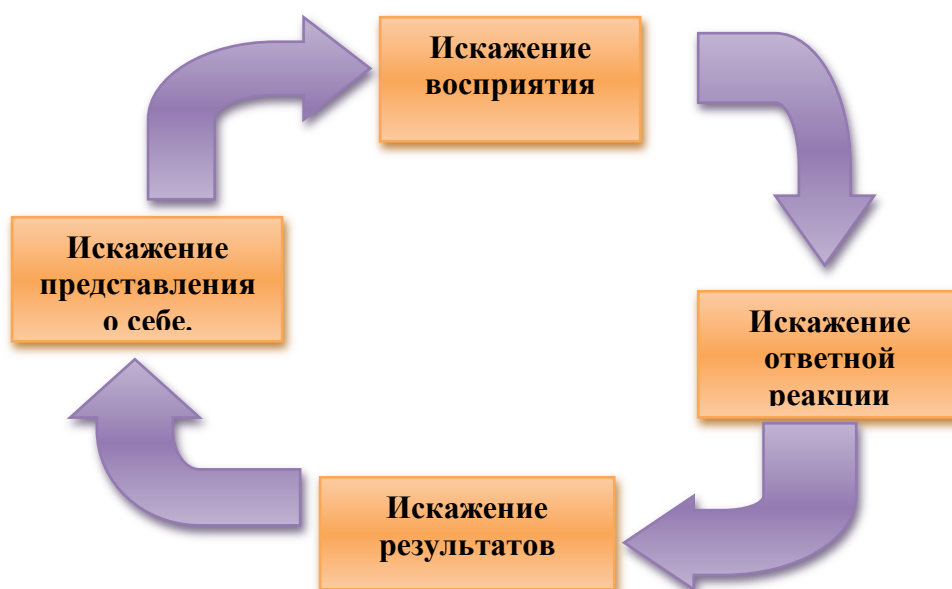 Искажение
восприятия
Искажение
представления
о себе.
Искажение
ответной
реакции
Искажение
результатов